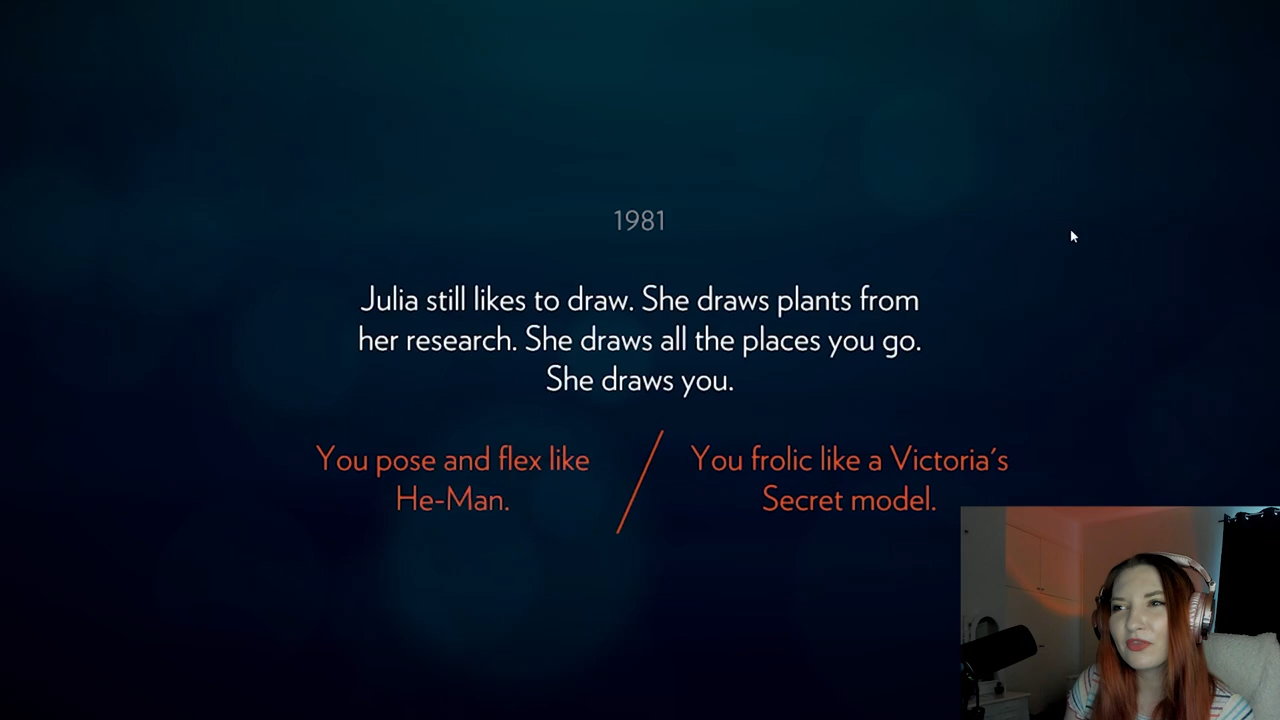 1981
Julia still likes to draw. She draws plants from
her research. She draws all the places you go.
She draws you.
You pose and flex like
He-Man.
You frolic like a Victoria's
Secret model.